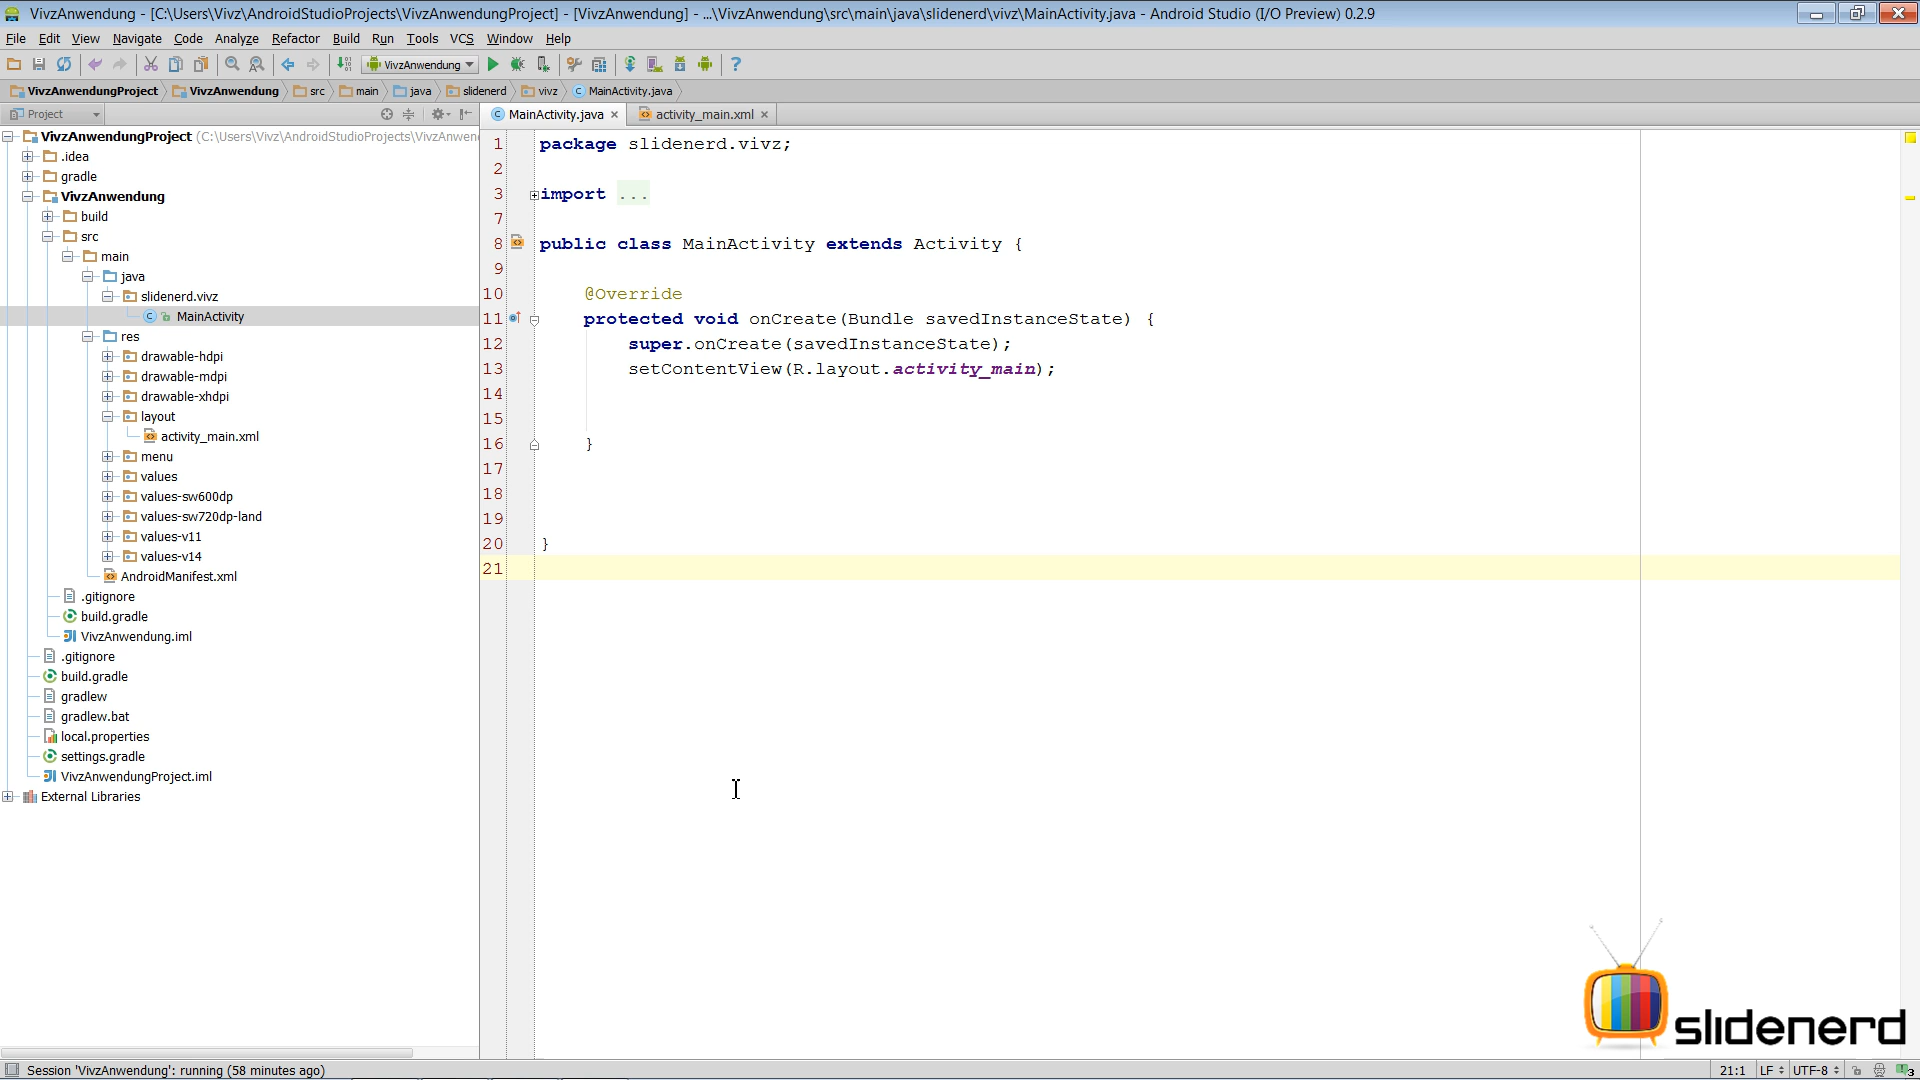 VivzAnwendung - [C:\Users\Vivz\AndroidStudioProjects\VivzAnwendungProject] - [VivzAnwendung] - ...\VivzAnwendung\src\main\java\slidenerd\vivz\MainActivity.java - Android Studio (I/O Preview) 0.2.9
File Edit View Navigate Code Analyze Refactor Build Run Tools VCS Window Help
VivzAnwendung
VivzAnwendungProject VivzAnwendung src main java slidenerd vivz MainActivity.java
Project
MainActivity.java activity_main.xml
VivzAnwendungProject (C:\Users\Vivz\AndroidStudioProjects\VivzAnwen
.idea
gradle
VivzAnwendung
build
src
main
java
slidenerd.vivz
MainActivity
res
drawable-hdpi
drawable-mdpi
drawable-xhdpi
layout
activity_main.xml
menu
values
values-sw600dp
values-sw720dp-land
values-v11
values-v14
AndroidManifest.xml
.gitignore
build.gradle
VivzAnwendung.iml
.gitignore
build.gradle
gradlew
gradlew.bat
local.properties
settings.gradle
VivzAnwendungProject.iml
External Libraries
1 package slidenerd.vivz;
2
3 import ...
7
8 public class MainActivity extends Activity {
9
10 @Override
11 protected void onCreate(Bundle savedInstanceState) {
12 super.onCreate(savedInstanceState);
13 setContentView(R.layout.activity_main);
14
15
16 }
17
18
19
20 }
21
slidenerd
Session 'VivzAnwendung': running (58 minutes ago)
21:1 LF UTF-8 3